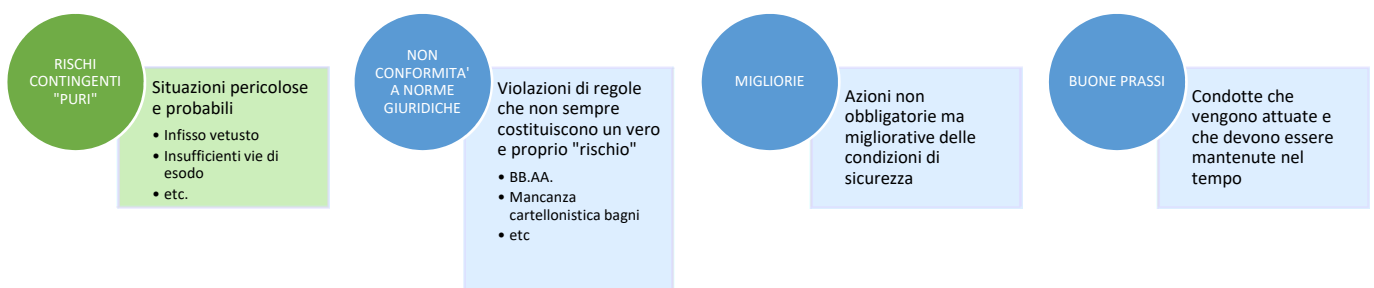 RISCHI
CONTINGENTI
"PURI"
Situazioni pericolose
e probabili
• Infisso vetusto
• Insufficienti vie di
esodo
• etc.
NON
CONFORMITA'
A NORME
GIURIDICHE
Violazioni di regole
che non sempre
costituiscono un vero
e proprio "rischio"
• BB.AA.
• Mancanza
cartellonistica bagni
• etc
MIGLIORIE
Azioni non
obbligatorie ma
migliorative delle
condizioni di
sicurezza
BUONE PRASSI
Condotte che
vengono attuate e
che devono essere
mantenute nel
tempo